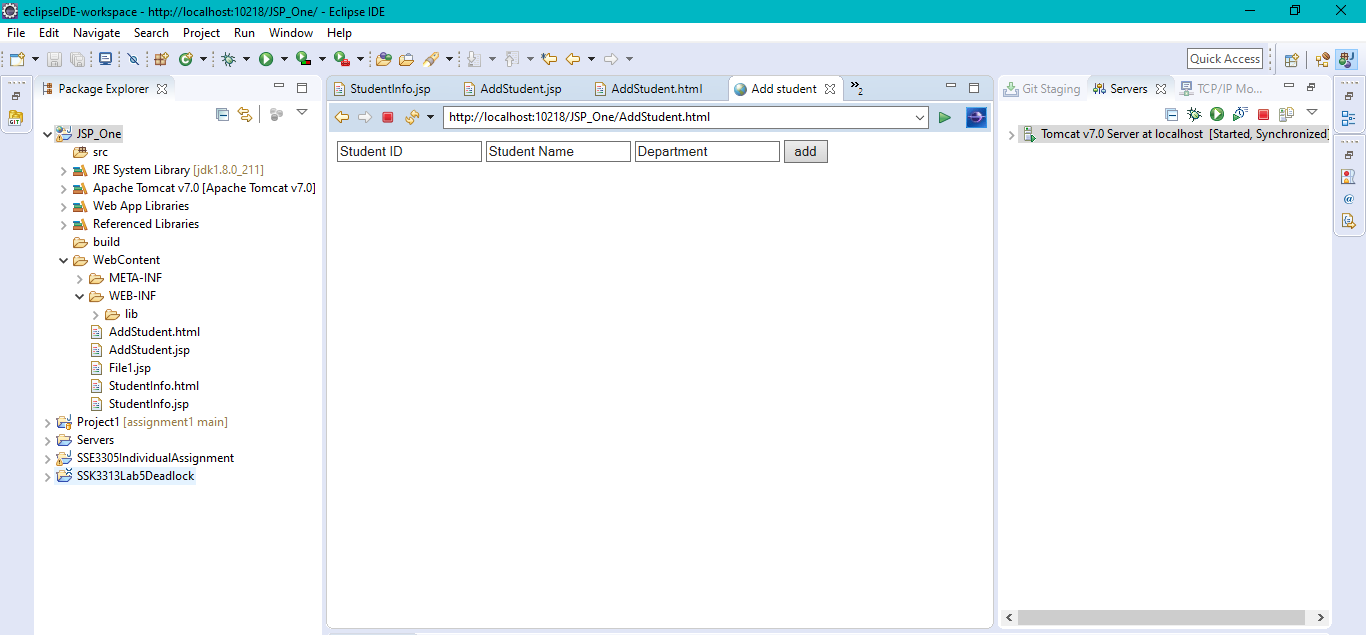 eclipseIDE-workspace - http://localhost:10218/JSP_One/ - Eclipse IDE
File Edit Navigate Search Project Run Window Help
Quick Access
Package Explorer
JSP_One
src
JRE System Library [jdk1.8.0_211]
Apache Tomcat v7.0 [Apache Tomcat v7.0]
Web App Libraries
Referenced Libraries
build
WebContent
META-INF
WEB-INF
lib
AddStudent.html
AddStudent.jsp
File1.jsp
StudentInfo.html
StudentInfo.jsp
Project1 [assignment1 main]
Servers
SSE3305IndividualAssignment
SSK3313Lab5Deadlock
StudentInfo.jsp AddStudent.jsp AddStudent.html Add student »2
http://localhost:10218/JSP_One/AddStudent.html
Student ID Student Name Department add
Git Staging Servers TCP/IP Mo...
Tomcat v7.0 Server at localhost [Started, Synchronized]
GIT
@